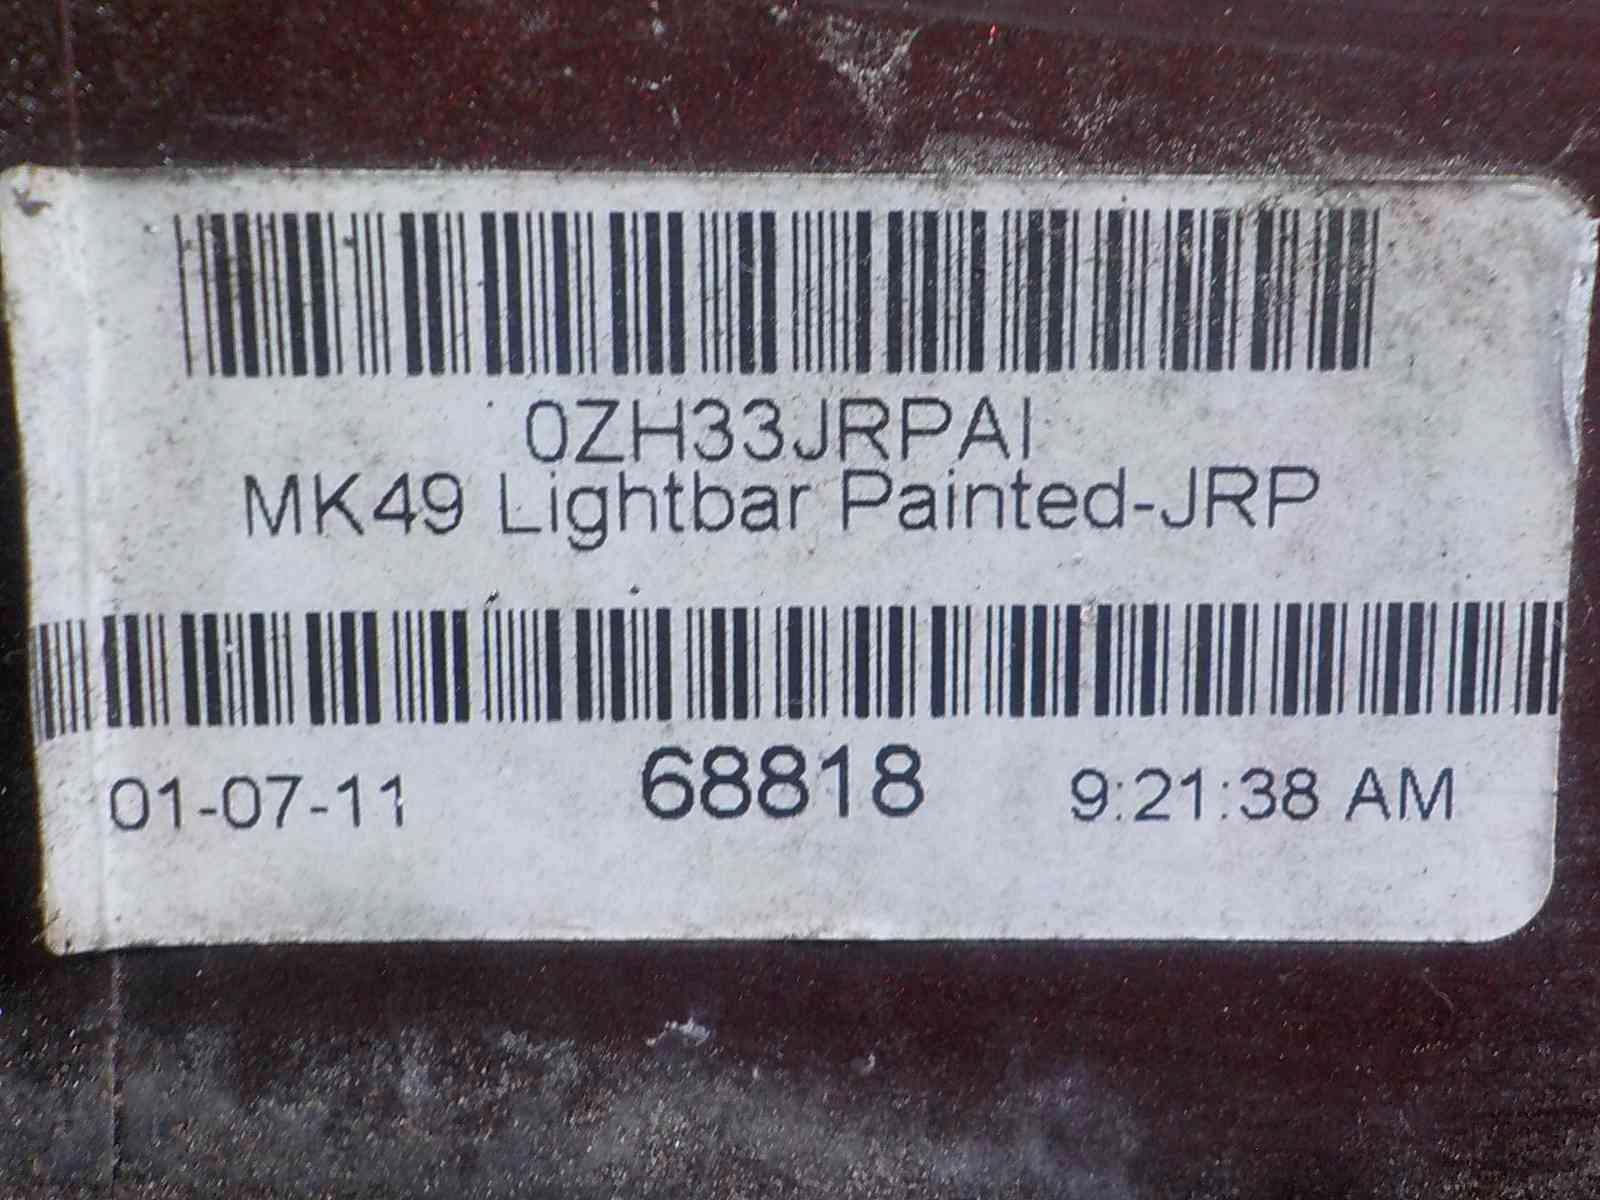 0ZH33JRPAI
MK49 Lightbar Painted-JRP
01-07-11 68818 9:21:38 AM